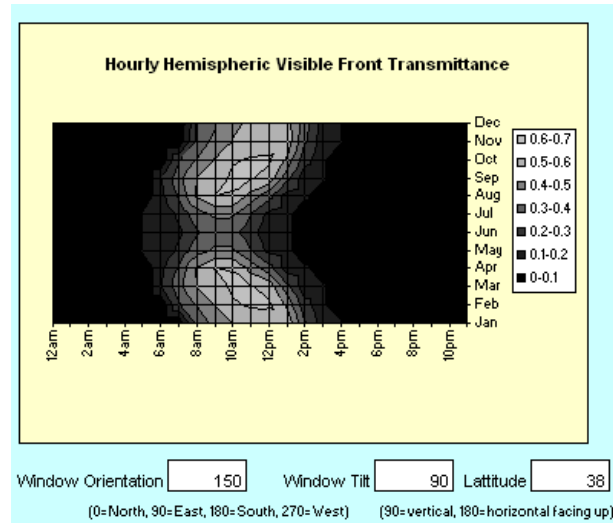 Hourly Hemispheric Visible Front Transmittance
Dec
Nov
Oct
Sep
Aug
Jul
Jun
May
Apr
Mar
Feb
Jan
0.6-0.7
0.5-0.6
0.4-0.5
0.3-0.4
0.2-0.3
0.1-0.2
0-0.1
12am
2am
4am
6am
8am
10am
12pm
2pm
4pm
6pm
8pm
10pm
Window Orientation 150 Window Tilt 90 Lattitude 38
(0=North, 90=East, 180=South, 270=West) (90=vertical, 180=horizontal facing up)